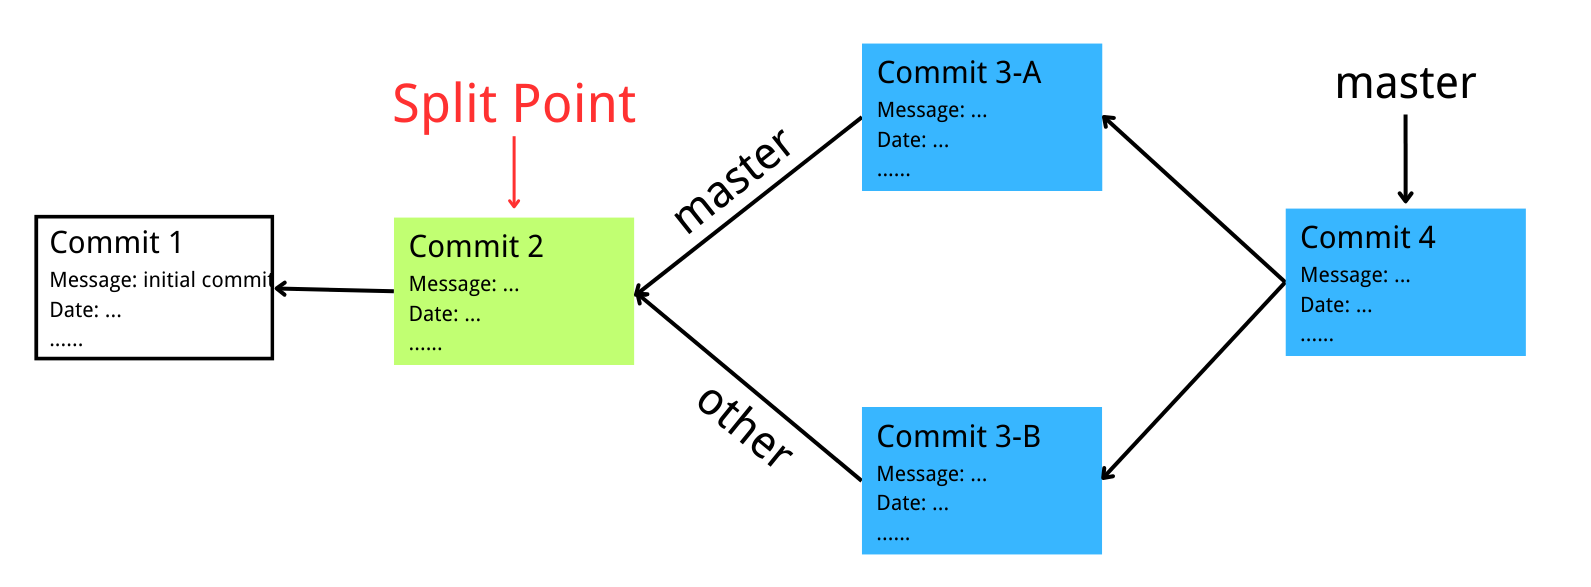 Split Point
master
Commit 1
Message: initial commit
Date: ...
......
Commit 2
Message: ...
Date: ...
......
master
other
Commit 3-A
Message: ...
Date: ...
......
Commit 3-B
Message: ...
Date: ...
......
Commit 4
Message: ...
Date: ...
......